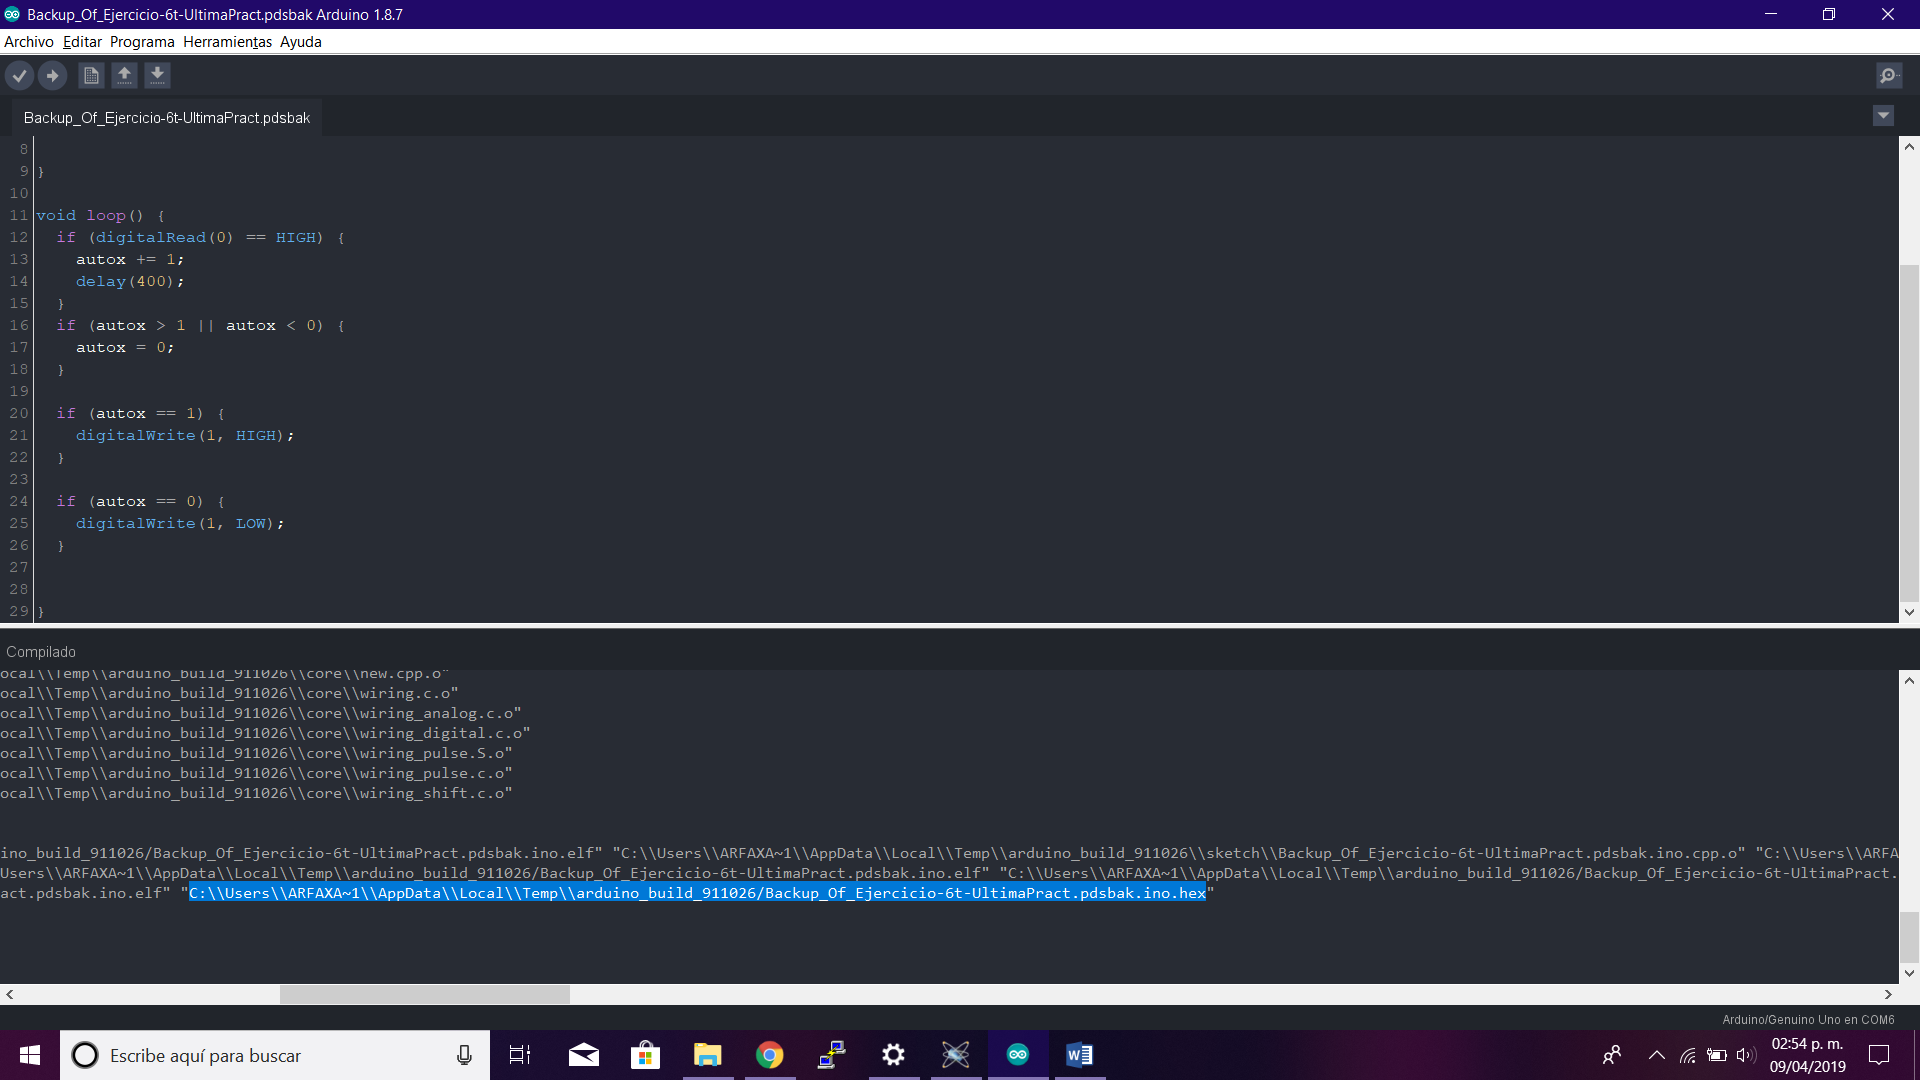 Backup_Of_Ejercicio-6t-UltimaPract.pdsbak Arduino 1.8.7
Archivo Editar Programa Herramientas Ayuda
Backup_Of_Ejercicio-6t-UltimaPract.pdsbak
8
9 }
10
11 void loop() {
12 if (digitalRead(0) == HIGH) {
13 autox += 1;
14 delay(400);
15 }
16 if (autox > 1 || autox < 0) {
17 autox = 0;
18 }
19
20 if (autox == 1) {
21 digitalWrite(1, HIGH);
22 }
23
24 if (autox == 0) {
25 digitalWrite(1, LOW);
26 }
27
28
29 }
Compilado
ocal\\Temp\\arduino_build_911026\\core\\new.cpp.o"
ocal\\Temp\\arduino_build_911026\\core\\wiring.c.o"
ocal\\Temp\\arduino_build_911026\\core\\wiring_analog.c.o"
ocal\\Temp\\arduino_build_911026\\core\\wiring_digital.c.o"
ocal\\Temp\\arduino_build_911026\\core\\wiring_pulse.S.o"
ocal\\Temp\\arduino_build_911026\\core\\wiring_pulse.c.o"
ocal\\Temp\\arduino_build_911026\\core\\wiring_shift.c.o"
ino_build_911026/Backup_Of_Ejercicio-6t-UltimaPract.pdsbak.ino.elf" "C:\\Users\\ARFAXA~1\\AppData\\Local\\Temp\\arduino_build_911026\\sketch\\Backup_Of_Ejercicio-6t-UltimaPract.pdsbak.ino.cpp.o" "C:\\Users\\ARFA
Users\\ARFAXA~1\\AppData\\Local\\Temp\\arduino_build_911026/Backup_Of_Ejercicio-6t-UltimaPract.pdsbak.ino.elf" "C:\\Users\\ARFAXA~1\\AppData\\Local\\Temp\\arduino_build_911026/Backup_Of_Ejercicio-6t-UltimaPract.
act.pdsbak.ino.elf" "C:\\Users\\ARFAXA~1\\AppData\\Local\\Temp\\arduino_build_911026/Backup_Of_Ejercicio-6t-UltimaPract.pdsbak.ino.hex"
Arduino/Genuino Uno en COM6
Escribe aquí para buscar
02:54 p. m.
09/04/2019